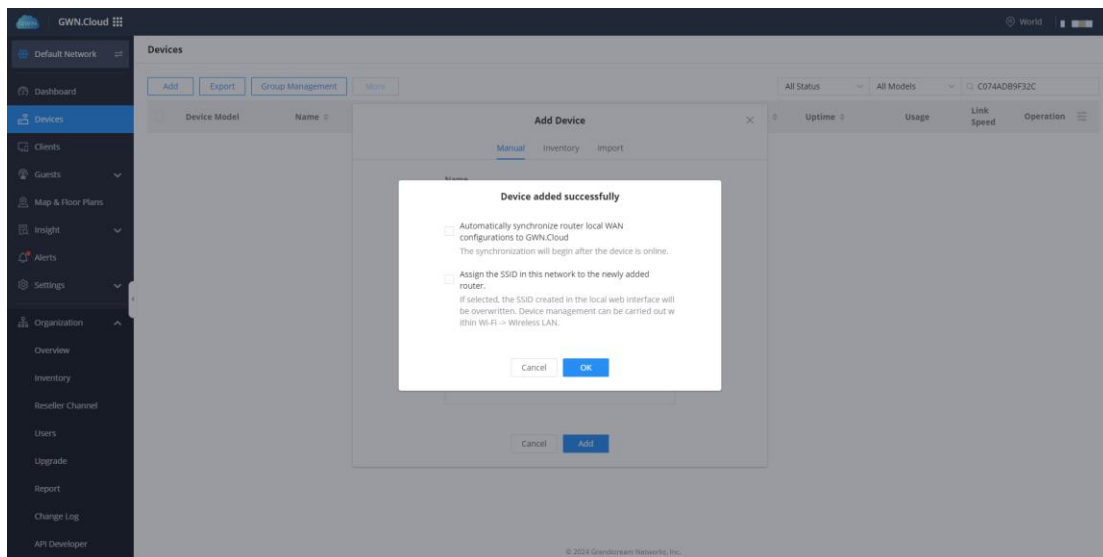 GWN.Cloud
World
Default Network
Devices
Dashboard
Devices
Clients
Guests
Map & Floor Plans
Insight
Alerts
Settings
Organization
Overview
Inventory
Reseller Channel
Users
Upgrade
Report
Change Log
API Developer
Add
Export
Group Management
More
All Status
All Models
C074ADB9F32C
Device Model
Name
Uptime
Usage
Link
Speed
Operation
Add Device
Manual
Inventory
Import
Name
Device added successfully
Automatically synchronize router local WAN
configurations to GWN.Cloud
The synchronization will begin after the device is online.
Assign the SSID in this network to the newly added
router.
If selected, the SSID created in the local web interface will
be overwritten. Device management can be carried out w
ithin Wi-Fi -> Wireless LAN.
Cancel
OK
Cancel
Add
© 2024 Grandstream Networks, Inc.